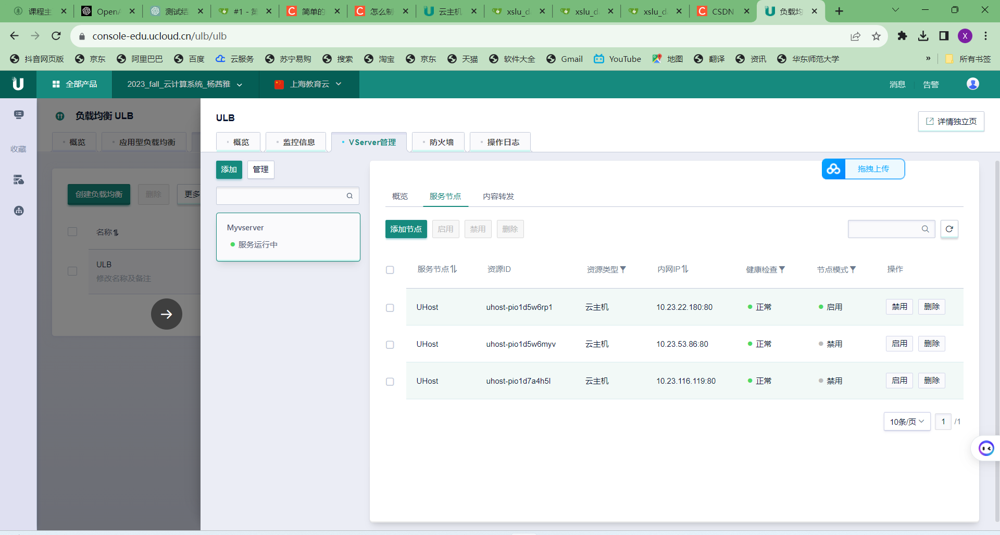 课程主
OpenA
测试结
#1 - 第
简单的
怎么制
云主机
xslu_d
xslu_d
xslu_d
CSDN
负载均
console-edu.ucloud.cn/ulb/ulb
X
抖音网页版
京东
阿里巴巴
百度
云服务
苏宁易购
搜索
淘宝
京东
天猫
软件大全
Gmail
YouTube
地图
翻译
资讯
华东师范大学
»
所有书签
全部产品
2023_fall_云计算系统_杨茜雅
上海教育云
消息
告警
收藏
负载均衡 ULB
概览
应用型负载均衡
创建负载均衡
删除
更多
名称
ULB
修改名称及备注
ULB
详情独立页
概览
监控信息
VServer管理
防火墙
操作日志
添加
管理
Myvserver
服务运行中
拖拽上传
概览
服务节点
内容转发
添加节点
启用
禁用
删除
服务节点 资源ID 资源类型 内网IP 健康检查 节点模式 操作
UHost uhost-pio1d5w6rp1 云主机 10.23.22.180:80 正常 启用 禁用 删除
UHost uhost-pio1d5w6myv 云主机 10.23.53.86:80 正常 禁用 启用 删除
UHost uhost-pio1d7a4h5l 云主机 10.23.116.119:80 正常 禁用 启用 删除
10条/页 1 /1